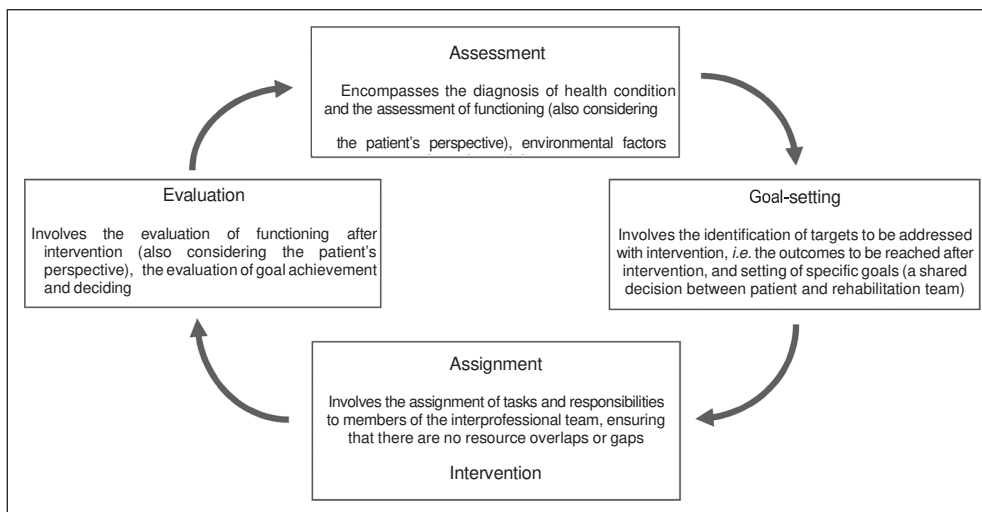 Assessment
Encompasses the diagnosis of health condition
and the assessment of functioning (also considering
the patient's perspective), environmental factors
Evaluation
Involves the evaluation of functioning after
intervention (also considering the patient's
perspective), the evaluation of goal achievement
and deciding
Goal-setting
Involves the identification of targets to be addressed
with intervention, i.e. the outcomes to be reached after
intervention, and setting of specific goals (a shared
decision between patient and rehabilitation team)
Assignment
Involves the assignment of tasks and responsibilities
to members of the interprofessional team, ensuring
that there are no resource overlaps or gaps
Intervention